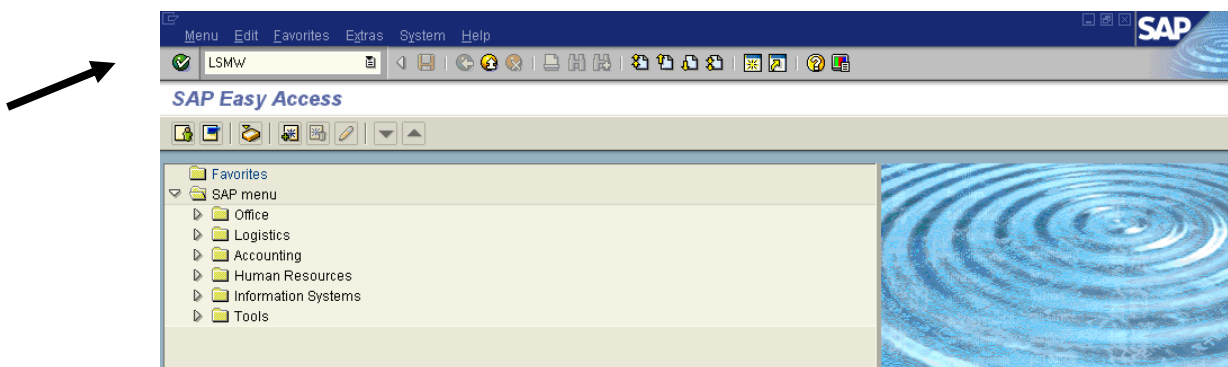 Menu Edit Favorites Extras System Help
SAP
LSMW
SAP Easy Access
Favorites
SAP menu
Office
Logistics
Accounting
Human Resources
Information Systems
Tools